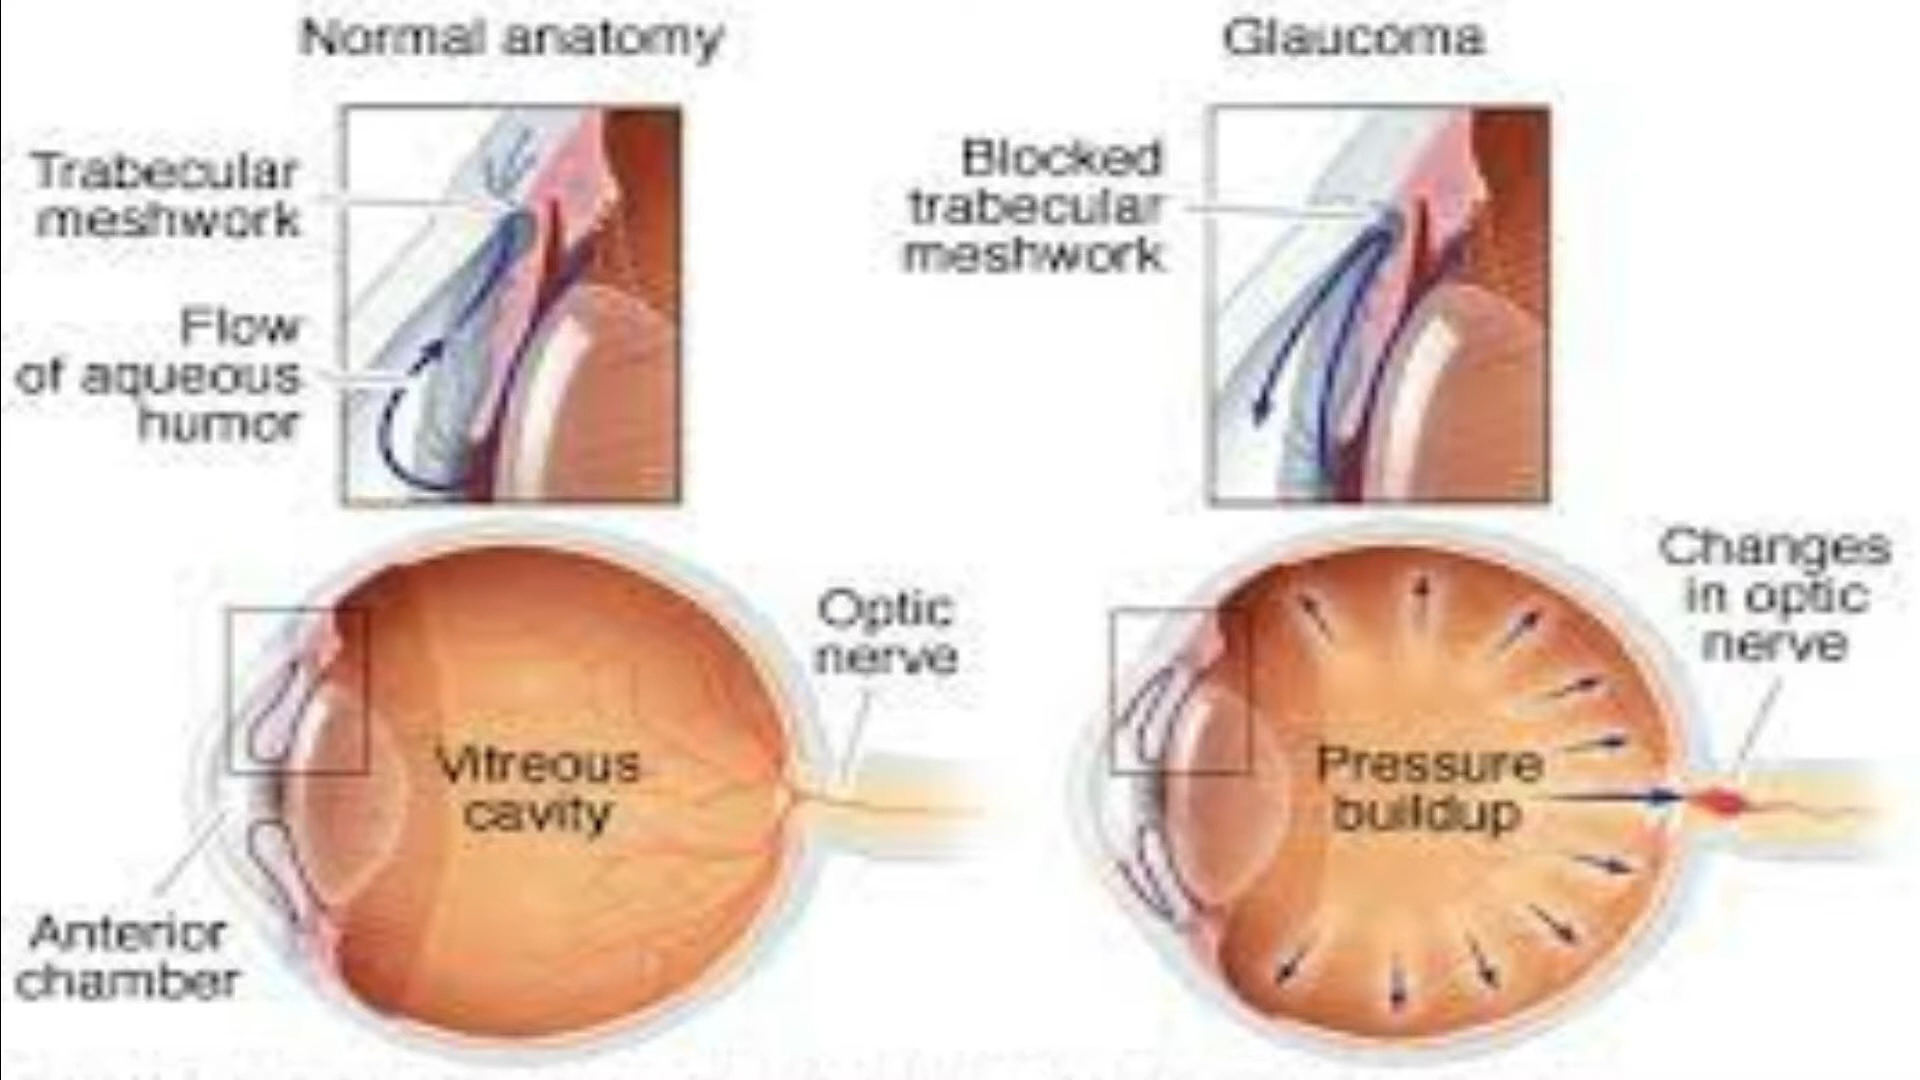 Normal anatomy
Trabecular
meshwork
Flow
of aqueous
humor
Optic
nerve
Vitreous
cavity
Anterior
chamber
Glaucoma
Blocked
trabecular
meshwork
Changes
in optic
nerve
Pressure
buildup